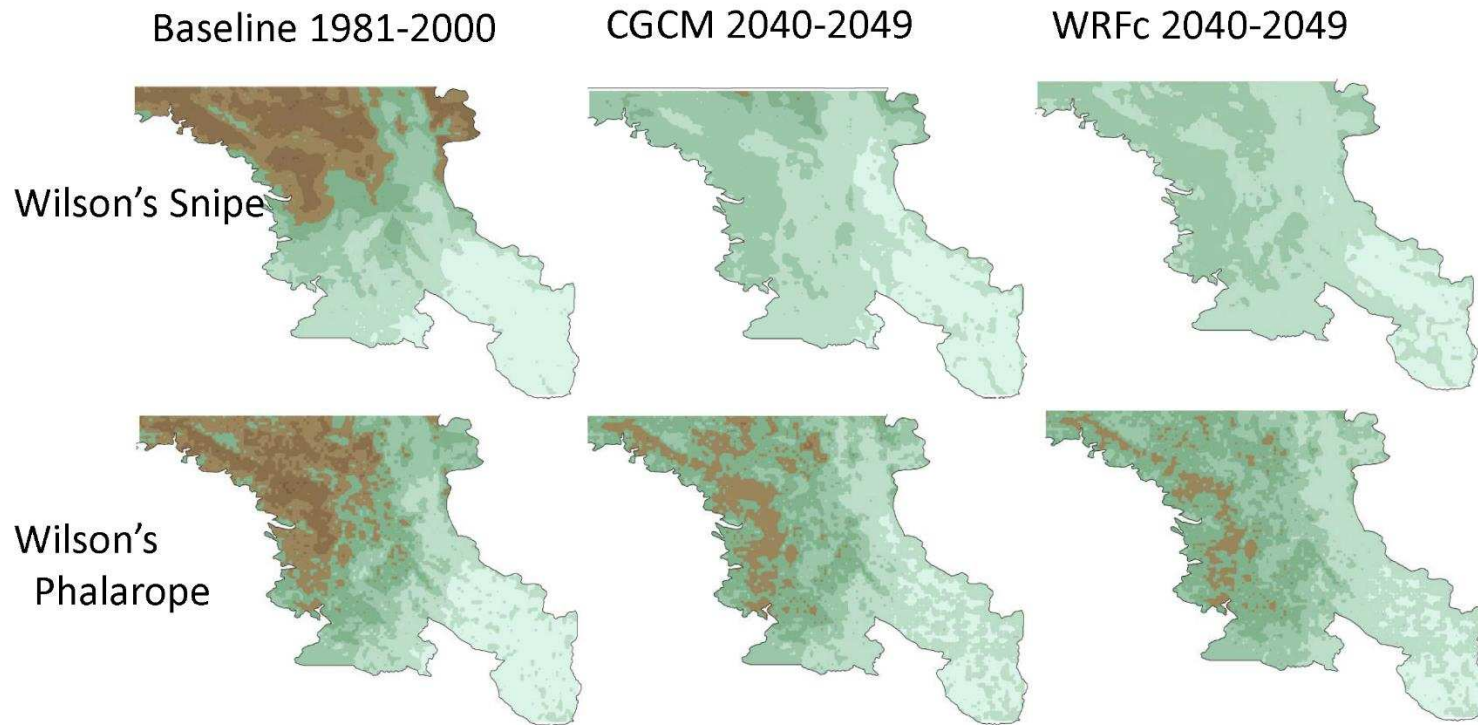 Baseline 1981-2000
CGCM 2040-2049
WRFc 2040-2049
Wilson’s Snipe
Wilson’s
Phalarope